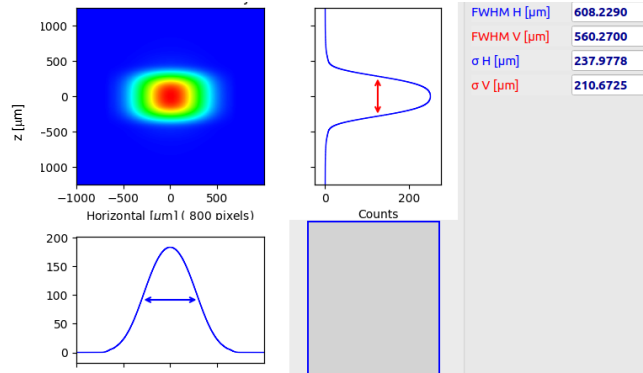 1000
500
0
−500
1000
z [μm]
−1000 −500 0 500
Horizontal [μm] ( 800 pixels)
0 200
Counts
200
150
100
50
0
FWHM H [μm] 608.2290
FWHM V [μm] 560.2700
σ H [μm] 237.9778
σ V [μm] 210.6725